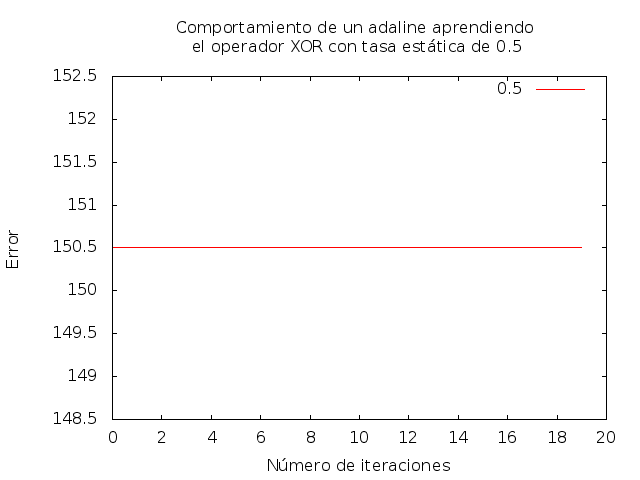 Comportamiento de un adaline aprendiendo
el operador XOR con tasa estática de 0.5
152.5
0.5
152
151.5
151
150.5
150
149.5
149
148.5
Error
0 2 4 6 8 10 12 14 16 18 20
Número de iteraciones